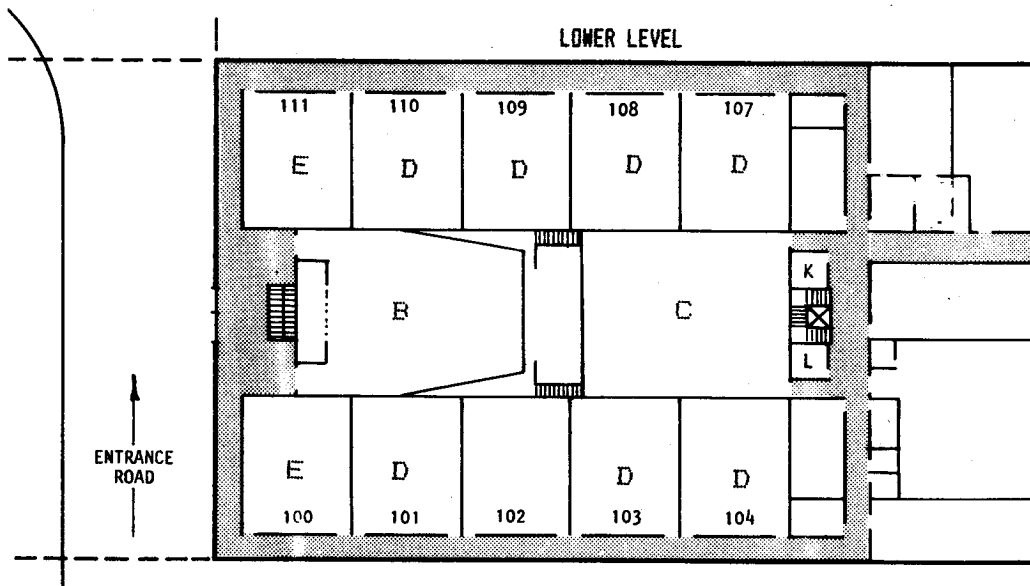 LOWER LEVEL
111 110 109 108 107
E D D D D
K
B C
L
ENTRANCE
ROAD
E D D D
100 101 102 103 104